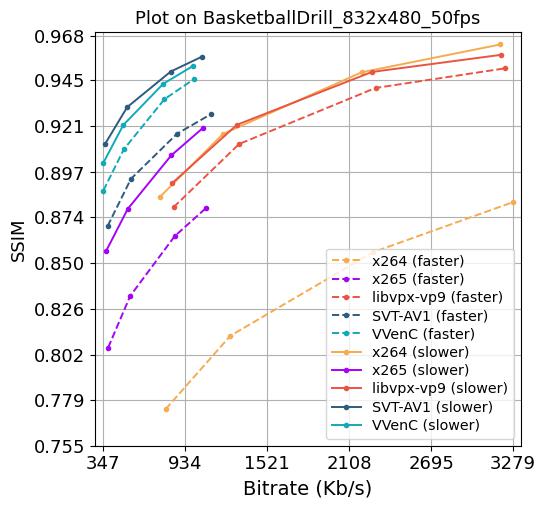 Plot on BasketballDrill_832x480_50fps
0.968
0.945
0.921
0.897
0.874
0.850
0.826
0.802
0.779
0.755
SSIM
x264 (faster)
x265 (faster)
libvpx-vp9 (faster)
SVT-AV1 (faster)
VVenC (faster)
x264 (slower)
x265 (slower)
libvpx-vp9 (slower)
SVT-AV1 (slower)
VVenC (slower)
347 934 1521 2108 2695 3279
Bitrate (Kb/s)